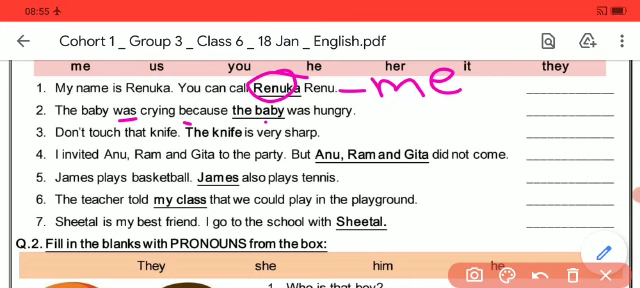 08:55
Cohort 1 _ Group 3 _ Class 6 _ 18 Jan _ English.pdf
me us you he her it they
1. My name is Renuka. You can call Renuka Renu. me
2. The baby was crying because the baby was hungry.
3. Don't touch that knife. The knife is very sharp.
4. I invited Anu, Ram and Gita to the party. But Anu, Ram and Gita did not come.
5. James plays basketball. James also plays tennis.
6. The teacher told my class that we could play in the playground.
7. Sheetal is my best friend. I go to the school with Sheetal.
Q.2. Fill in the blanks with PRONOUNS from the box:
They she him he
1. Who is that boy?